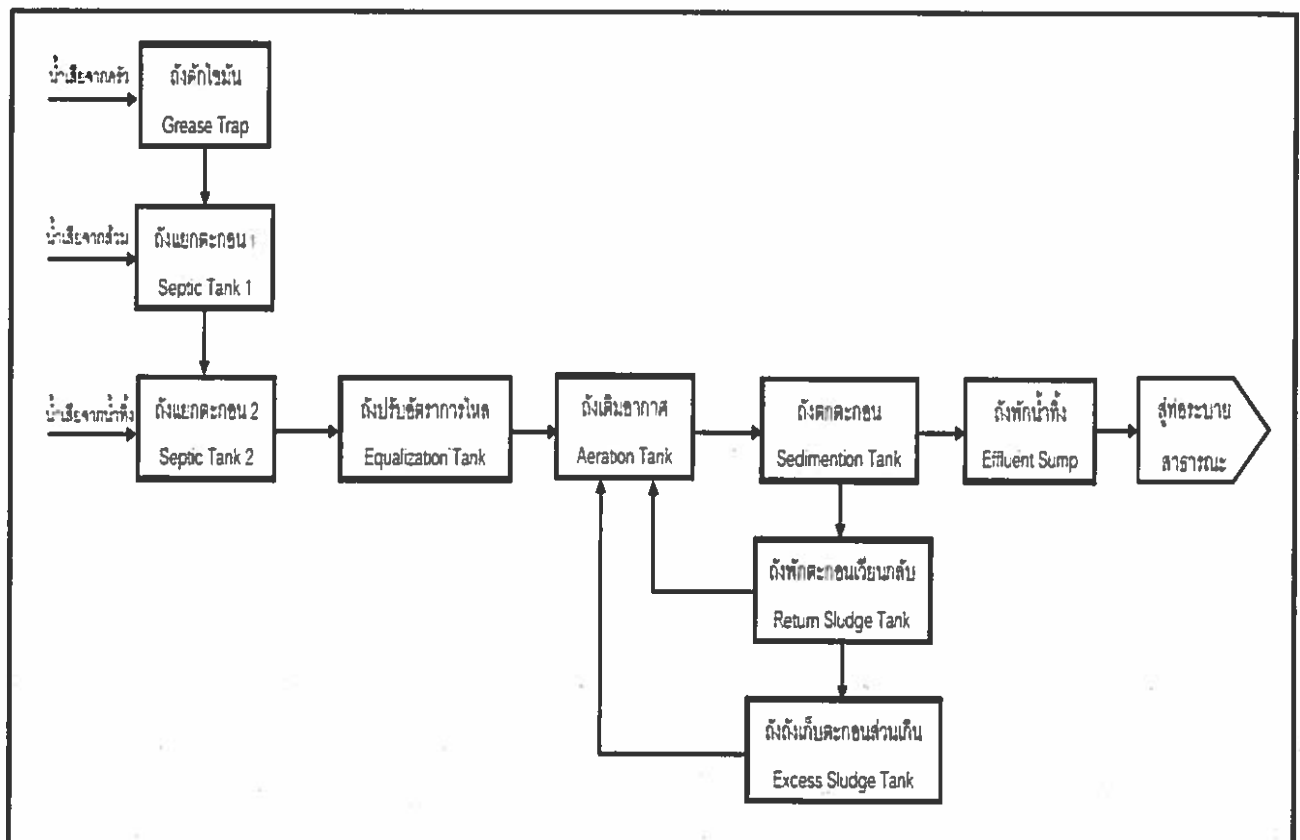 น้ำเสียจากครัว
ถังดักไขมัน
Grease Trap
น้ำเสียจากส้วม
ถังแยกตะกอน 1
Septic Tank 1
น้ำเสียจากน้ำทิ้ง
ถังแยกตะกอน 2
Septic Tank 2
ถังปรับอัตราการไหล
Equalization Tank
ถังเติมอากาศ
Aeration Tank
ถังตกตะกอน
Sedimention Tank
ถังพักน้ำทิ้ง
Effluent Sump
สู่ท่อระบาย
สาธารณะ
ถังพักตะกอนเวียนกลับ
Return Sludge Tank
ถังถังเก็บตะกอนส่วนเกิน
Excess Sludge Tank